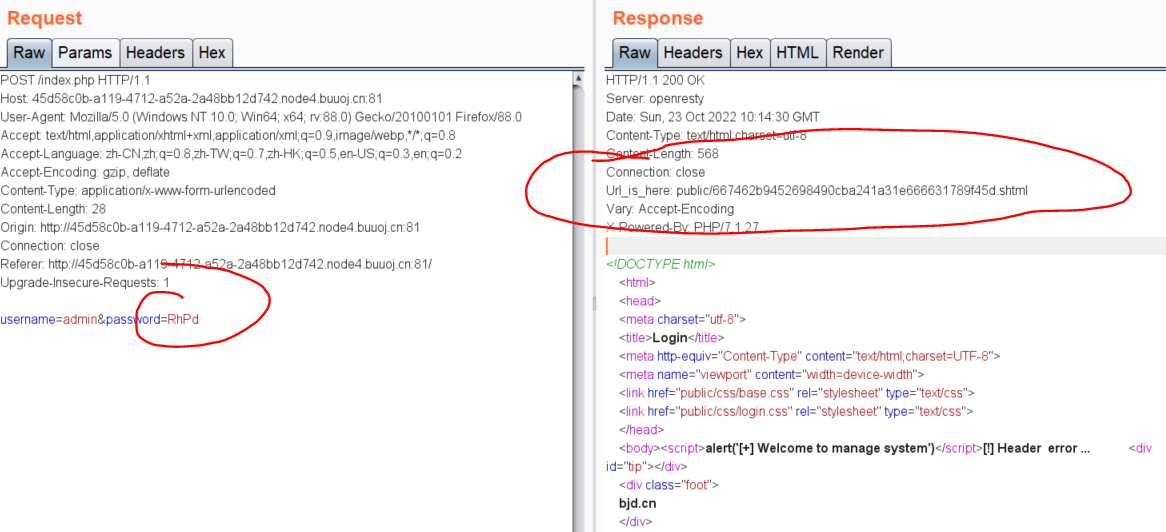 Request
Raw Params Headers Hex
POST /index.php HTTP/1.1
Host: 45d58c0b-a119-4712-a52a-2a48bb12d742.node4.buuoj.cn:81
User-Agent: Mozilla/5.0 (Windows NT 10.0; Win64; x64; rv:88.0) Gecko/20100101 Firefox/88.0
Accept: text/html,application/xhtml+xml,application/xml;q=0.9,image/webp,*/*;q=0.8
Accept-Language: zh-CN,zh;q=0.8,zh-TW;q=0.7,zh-HK;q=0.5,en-US;q=0.3,en;q=0.2
Accept-Encoding: gzip, deflate
Content-Type: application/x-www-form-urlencoded
Content-Length: 28
Origin: http://45d58c0b-a119-4712-a52a-2a48bb12d742.node4.buuoj.cn:81
Connection: close
Referer: http://45d58c0b-a119-4712-a52a-2a48bb12d742.node4.buuoj.cn:81/
Upgrade-Insecure-Requests: 1
username=admin&password=RhPd
Response
Raw Headers Hex HTML Render
HTTP/1.1 200 OK
Server: openresty
Date: Sun, 23 Oct 2022 10:14:30 GMT
Content-Type: text/html;charset=utf-8
Content-Length: 568
Connection: close
Url_is_here: public/667462b9452698490cba241a31e666631789f45d.shtml
Vary: Accept-Encoding
X-Powered-By: PHP/7.1.27
<!DOCTYPE html>
<html>
<head>
<meta charset="utf-8">
<title>Login</title>
<meta http-equiv="Content-Type" content="text/html;charset=UTF-8">
<meta name="viewport" content="width=device-width">
<link href="public/css/base.css" rel="stylesheet" type="text/css">
<link href="public/css/login.css" rel="stylesheet" type="text/css">
</head>
<body><script>alert('[+] Welcome to manage system')</script>[!] Header error ... <div
id="tip"></div>
<div class="foot">
bjd.cn
</div>